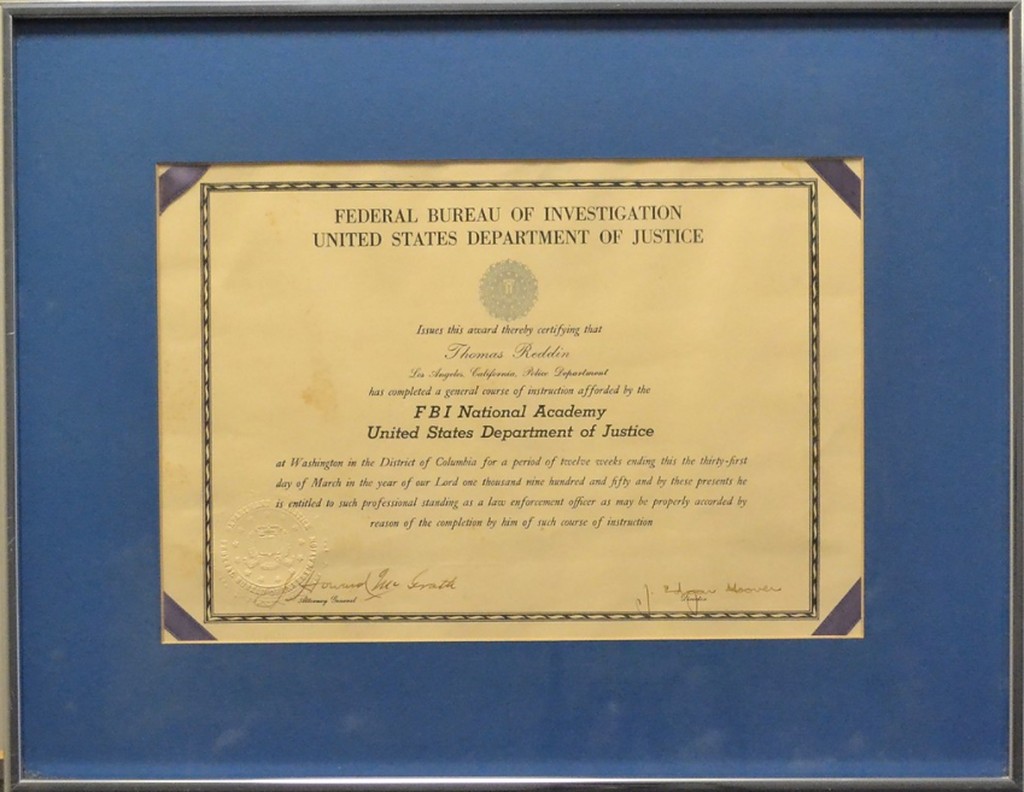 FEDERAL BUREAU OF INVESTIGATION
UNITED STATES DEPARTMENT OF JUSTICE
Issues this award thereby certifying that
Thomas Reddin
Los Angeles, California, Police Department
has completed a general course of instruction afforded by the
FBI National Academy
United States Department of Justice
at Washington in the District of Columbia for a period of twelve weeks ending this the thirty-first
day of March in the year of our Lord one thousand nine hundred and fifty and by these presents he
is entitled to such professional standing as a law enforcement officer as may be properly accorded by
reason of the completion by him of such course of instruction
J. Howard McGrath
Attorney General
J. Edgar Hoover
Director